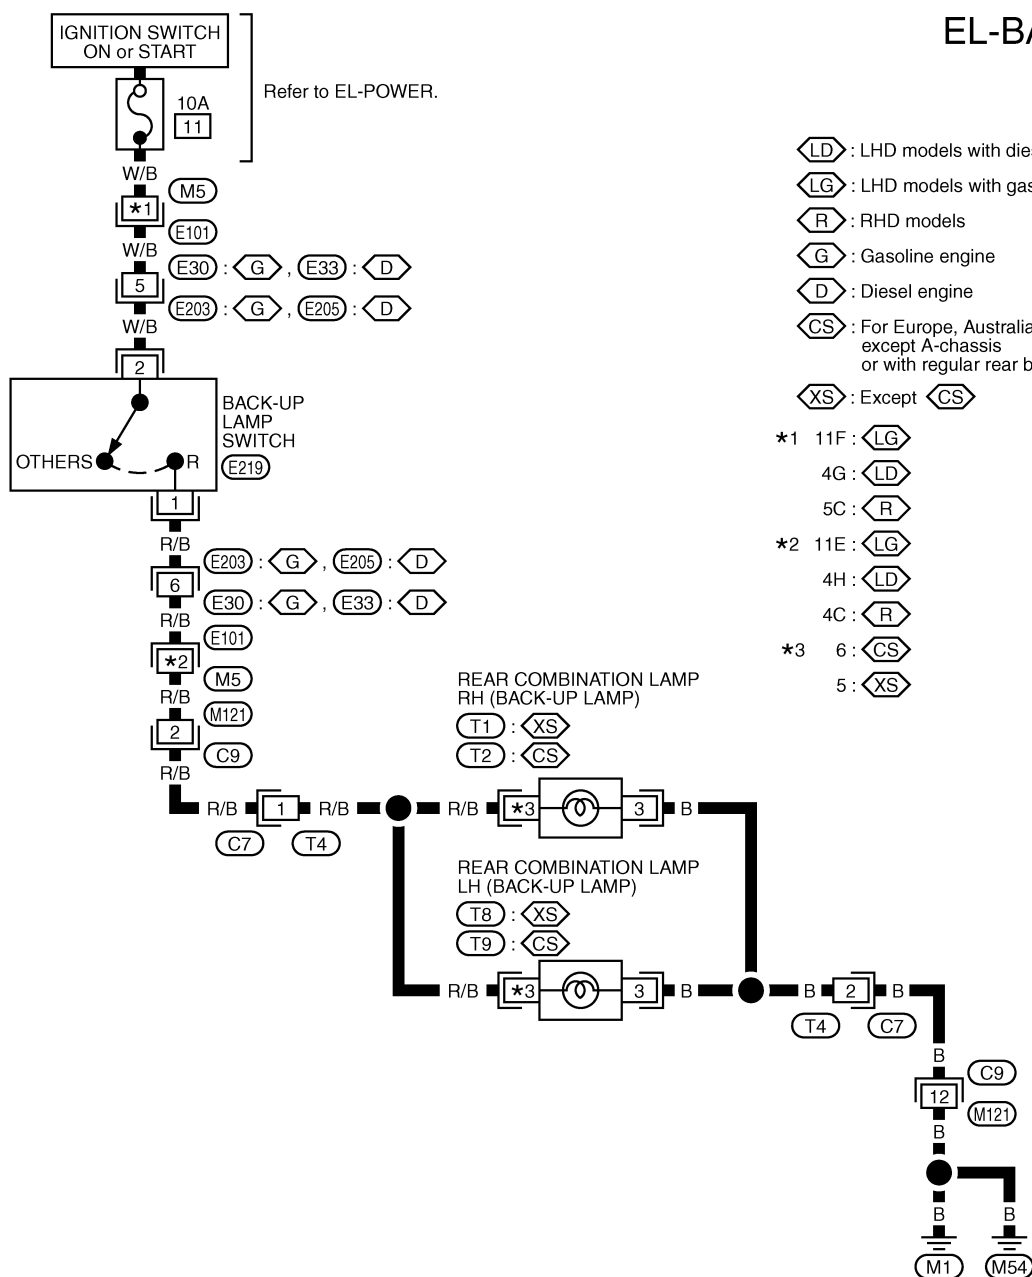 EL-BA
IGNITION SWITCH
ON or START
Refer to EL-POWER.
10A
11
W/B
M5
*1
E101
W/B
E30 : G , E33 : D
5
E203 : G , E205 : D
W/B
2
BACK-UP
LAMP
SWITCH
E219
OTHERS R
1
R/B
E203 : G , E205 : D
6
E30 : G , E33 : D
R/B
E101
*2
M5
R/B
M121
2
C9
R/B
R/B 1 R/B
C7 T4
LD : LHD models with die
LG : LHD models with gas
R : RHD models
G : Gasoline engine
D : Diesel engine
CS : For Europe, Australia
except A-chassis
or with regular rear b
XS : Except CS
*1 11F : LG
4G : LD
5C : R
*2 11E : LG
4H : LD
4C : R
*3 6 : CS
5 : XS
REAR COMBINATION LAMP
RH (BACK-UP LAMP)
T1 : XS
T2 : CS
R/B *3 3 B
REAR COMBINATION LAMP
LH (BACK-UP LAMP)
T8 : XS
T9 : CS
R/B *3 3 B
B 2 B
T4 C7
B
C9
12
M121
B
B B
M1 M54